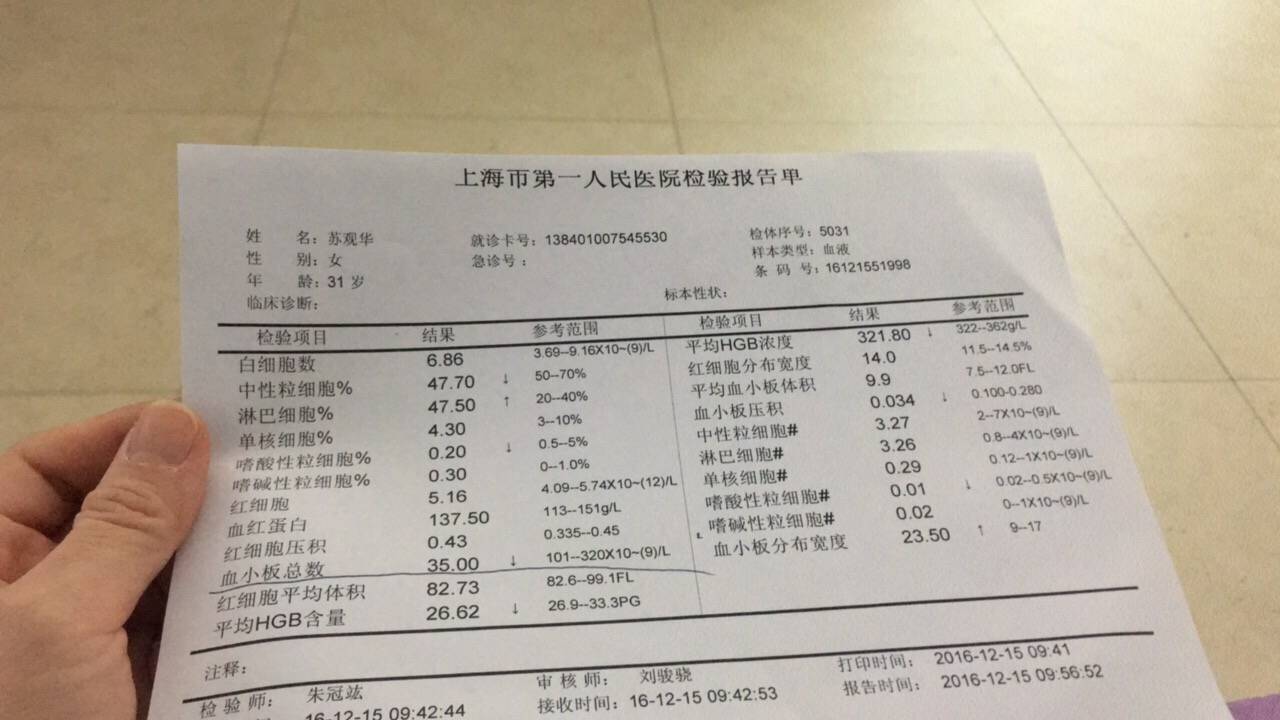 上海市第一人民医院检验报告单
姓 名：苏观华 就诊卡号：138401007545530 检体序号：5031
性 别：女 急诊号： 样本类型：血液
年 龄：31 岁 条 码 号：16121551998
临床诊断： 标本性状：
检验项目 结果 参考范围 检验项目 结果 参考范围
白细胞数 6.86 3.69--9.16X10~(9)/L 平均HGB浓度 321.80 ↓ 322--362g/L
中性粒细胞% 47.70 ↓ 50--70% 红细胞分布宽度 14.0 11.5--14.5%
淋巴细胞% 47.50 ↑ 20--40% 平均血小板体积 9.9 7.5--12.0FL
单核细胞% 4.30 3--10% 血小板压积 0.034 ↓ 0.100-0.280
嗜酸性粒细胞% 0.20 ↓ 0.5--5% 中性粒细胞# 3.27 2--7X10~(9)/L
嗜碱性粒细胞% 0.30 0--1.0% 淋巴细胞# 3.26 0.8--4X10~(9)/L
红细胞 5.16 4.09--5.74X10~(12)/L 单核细胞# 0.29 0.12--1X10~(9)/L
血红蛋白 137.50 113--151g/L 嗜酸性粒细胞# 0.01 ↓ 0.02--0.5X10~(9)/L
红细胞压积 0.43 0.335--0.45 嗜碱性粒细胞# 0.02 0--1X10~(9)/L
血小板总数 35.00 ↓ 101--320X10~(9)/L 血小板分布宽度 23.50 ↑ 9--17
红细胞平均体积 82.73 82.6--99.1FL
平均HGB含量 26.62 ↓ 26.9--33.3PG
注释：
检 验 师： 朱冠竑 审 核 师： 刘骏骁 打印时间： 2016-12-15 09:41
16-12-15 09:42:44 接收时间：16-12-15 09:42:53 报告时间： 2016-12-15 09:56:52